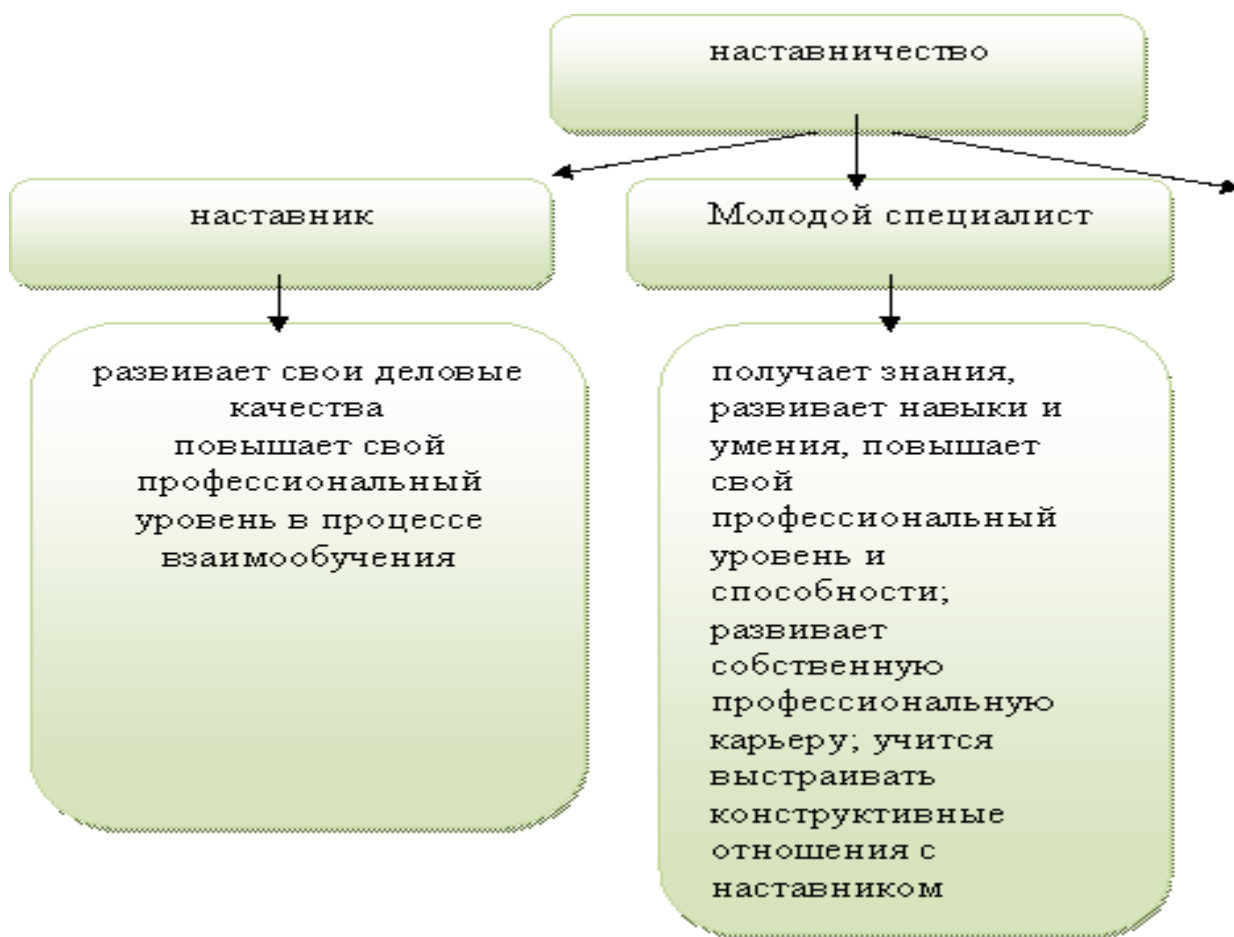 наставничество
наставник
Молодой специалист
развивает свои деловые
качества
повышает свой
профессиональный
уровень в процессе
взаимообучения
получает знания,
развивает навыки и
умения, повышает
свой
профессиональный
уровень и
способности;
развивает
собственную
профессиональную
карьеру; учится
выстраивать
конструктивные
отношения с
наставником